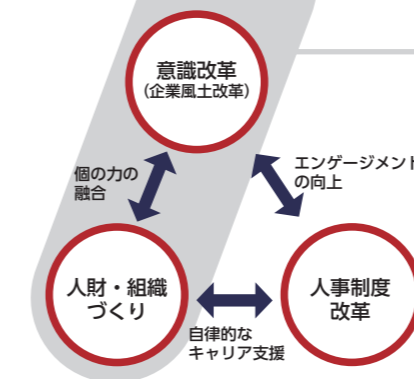 意識改革
（企業風土改革）
個の力の
融合
エンゲージメント
の向上
人財・組織
づくり
人事制度
改革
自律的な
キャリア支援